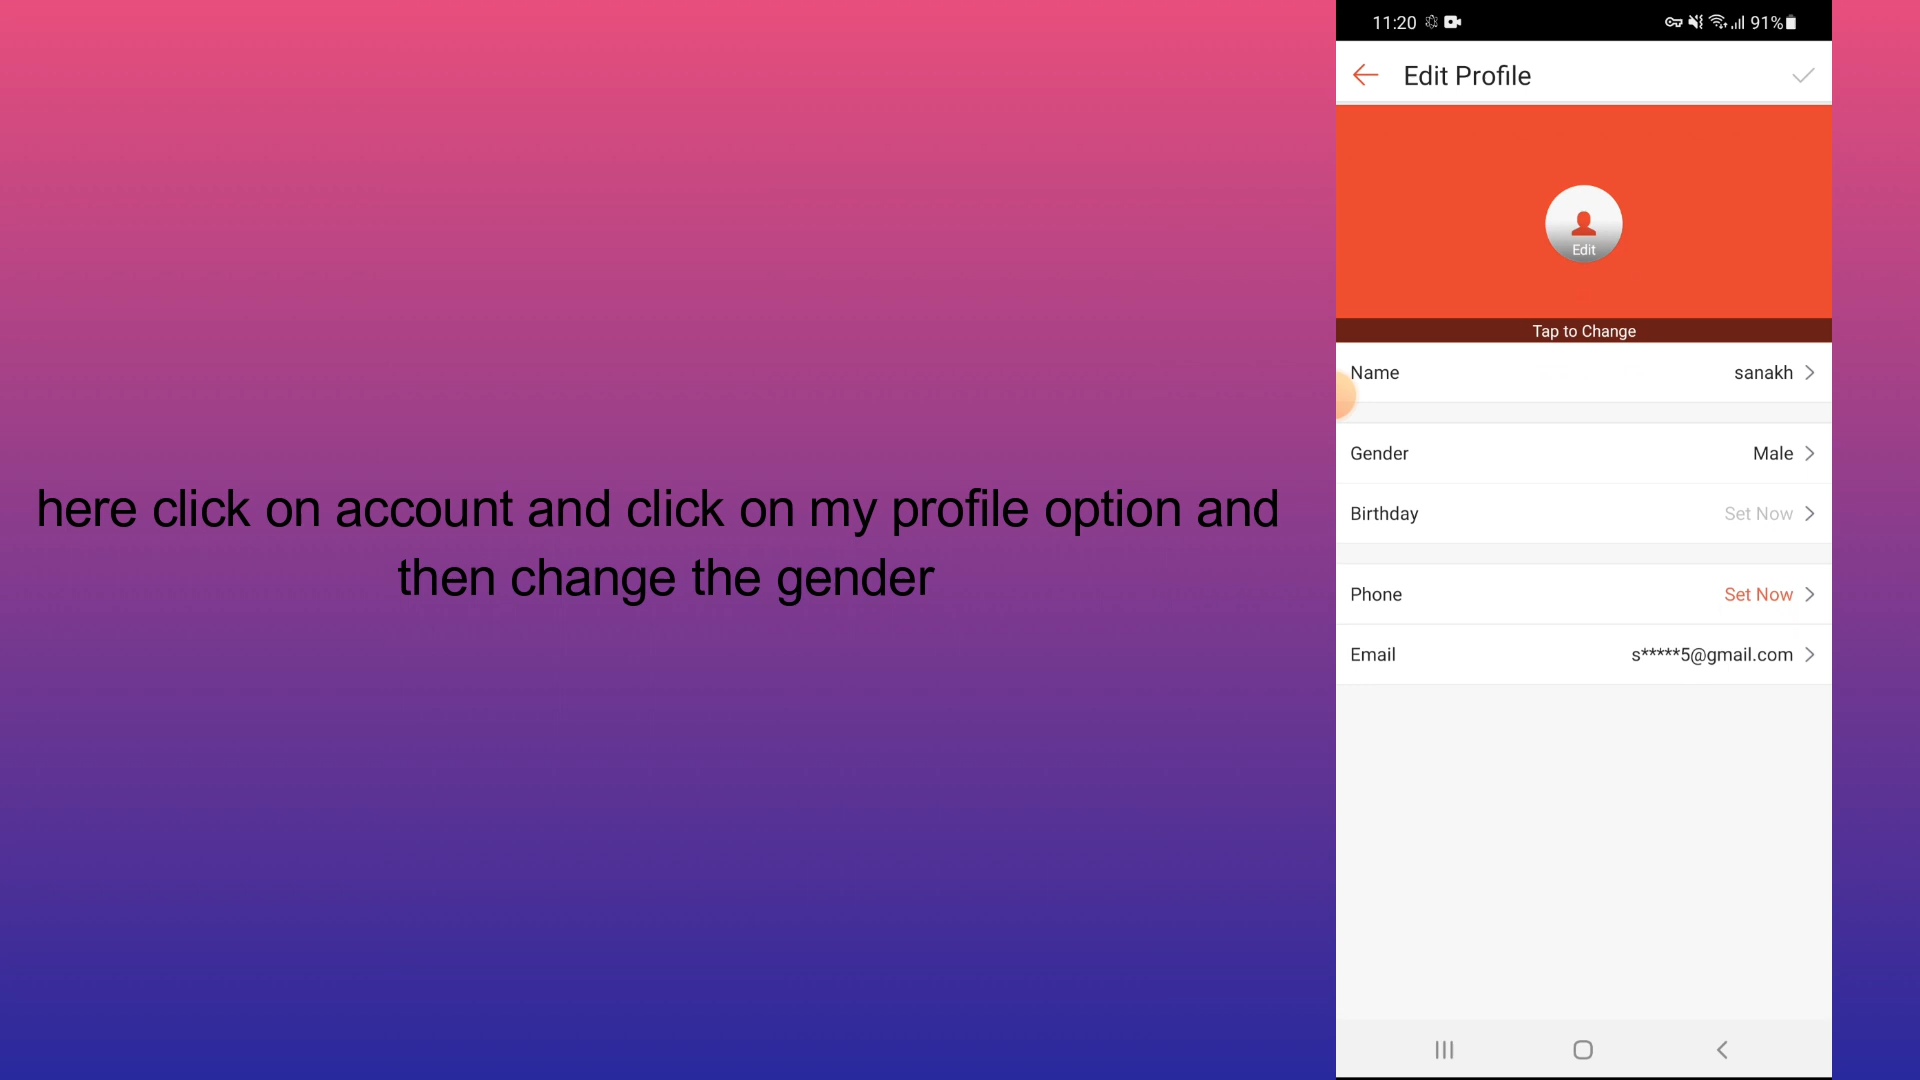 here click on account and click on my profile option and
then change the gender
11:20
91%
Edit Profile
Edit
Tap to Change
Name sanakh
Gender Male
Birthday Set Now
Phone Set Now
Email s*****5@gmail.com